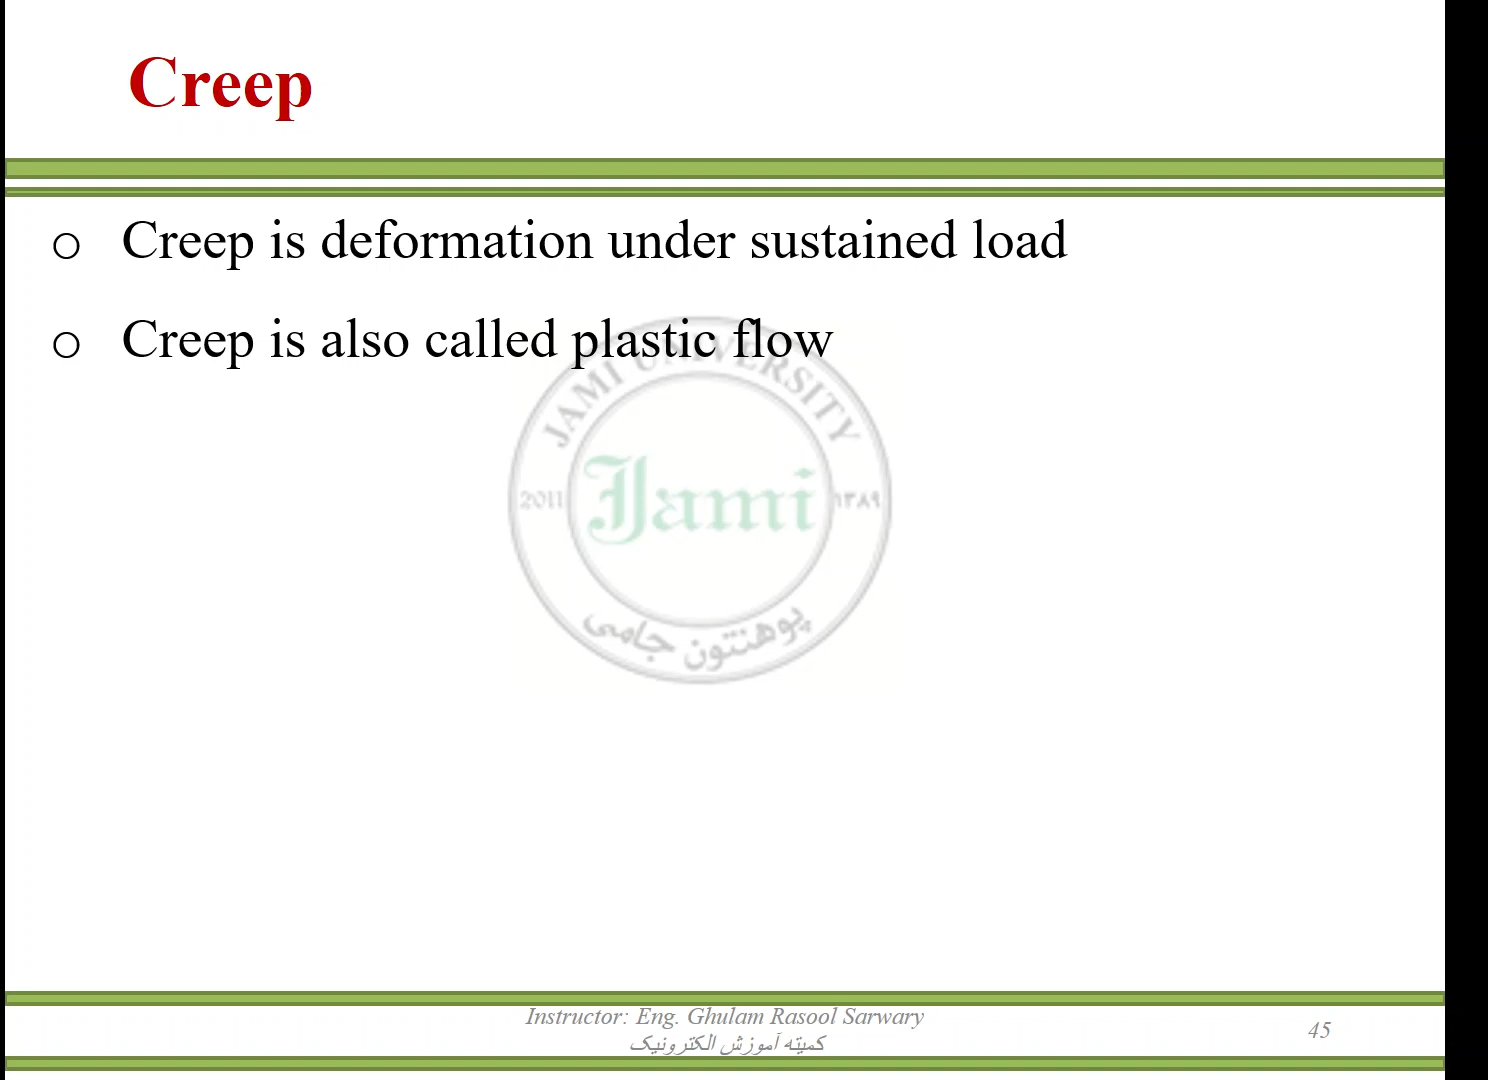 Creep
o Creep is deformation under sustained load
o Creep is also called plastic flow
JAMI UNIVERSITY
2011 Jami ۱۳۸۹
پوهنتون جامی
Instructor: Eng. Ghulam Rasool Sarwary
کمیته آموزش الکترونیک
45